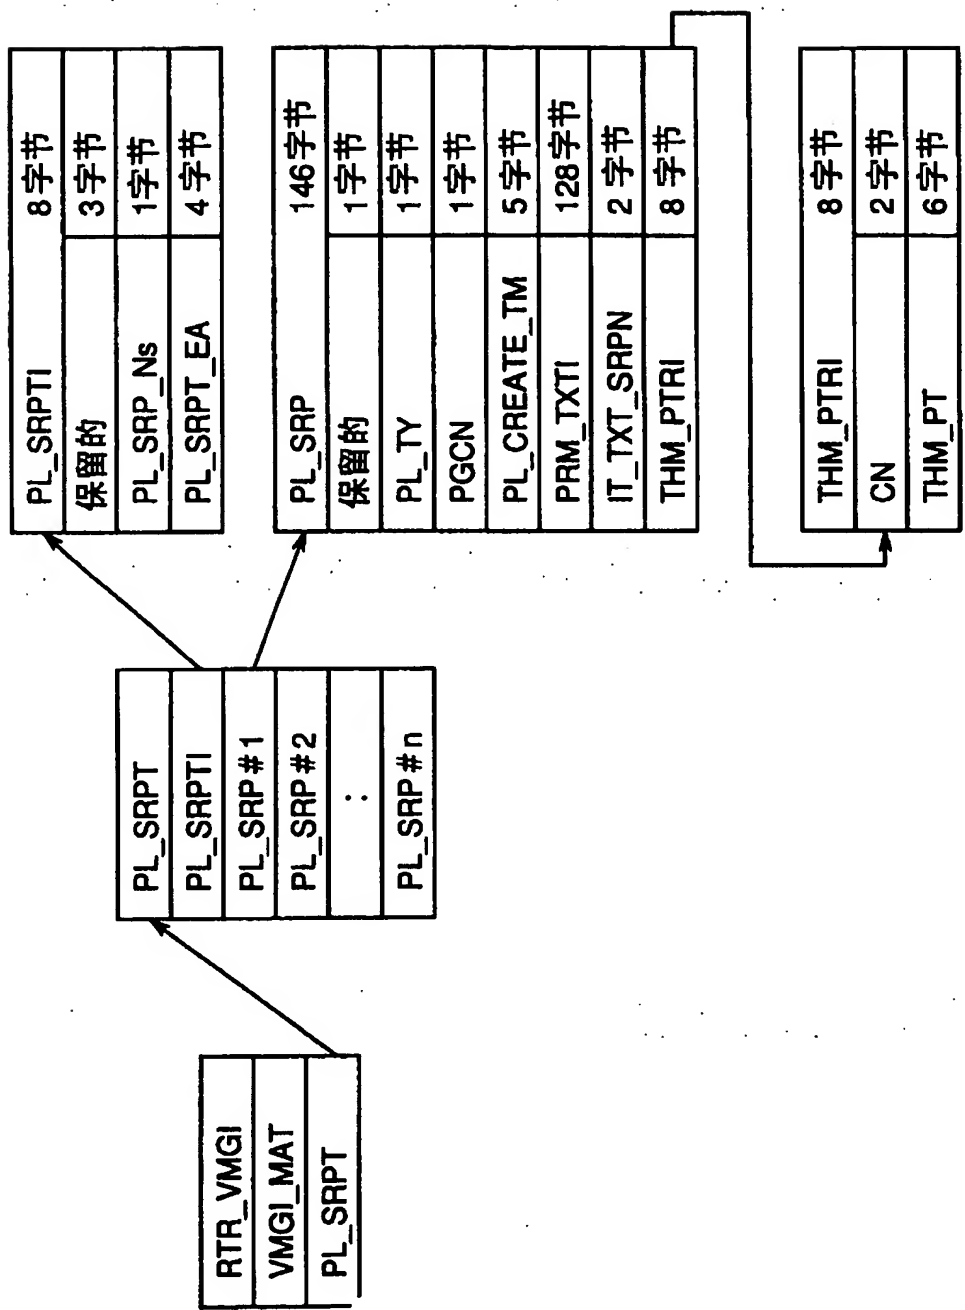 RTR_VMGI
VMGI_MAT
PL_SRPT
PL_SRPT
PL_SRPTI
PL_SRP#1
PL_SRP#2
:
PL_SRP#n
PL_SRPTI 8字节
保留的 3字节
PL_SRP_Ns 1字节
PL_SRPT_EA 4字节
PL_SRP 146字节
保留的 1字节
PL_TY 1字节
PGCN 1字节
PL_CREATE_TM 5字节
PRM_TXTI 128字节
IT_TXT_SRPN 2字节
THM_PTRI 8字节
THM_PTRI 8字节
CN 2字节
THM_PT 6字节